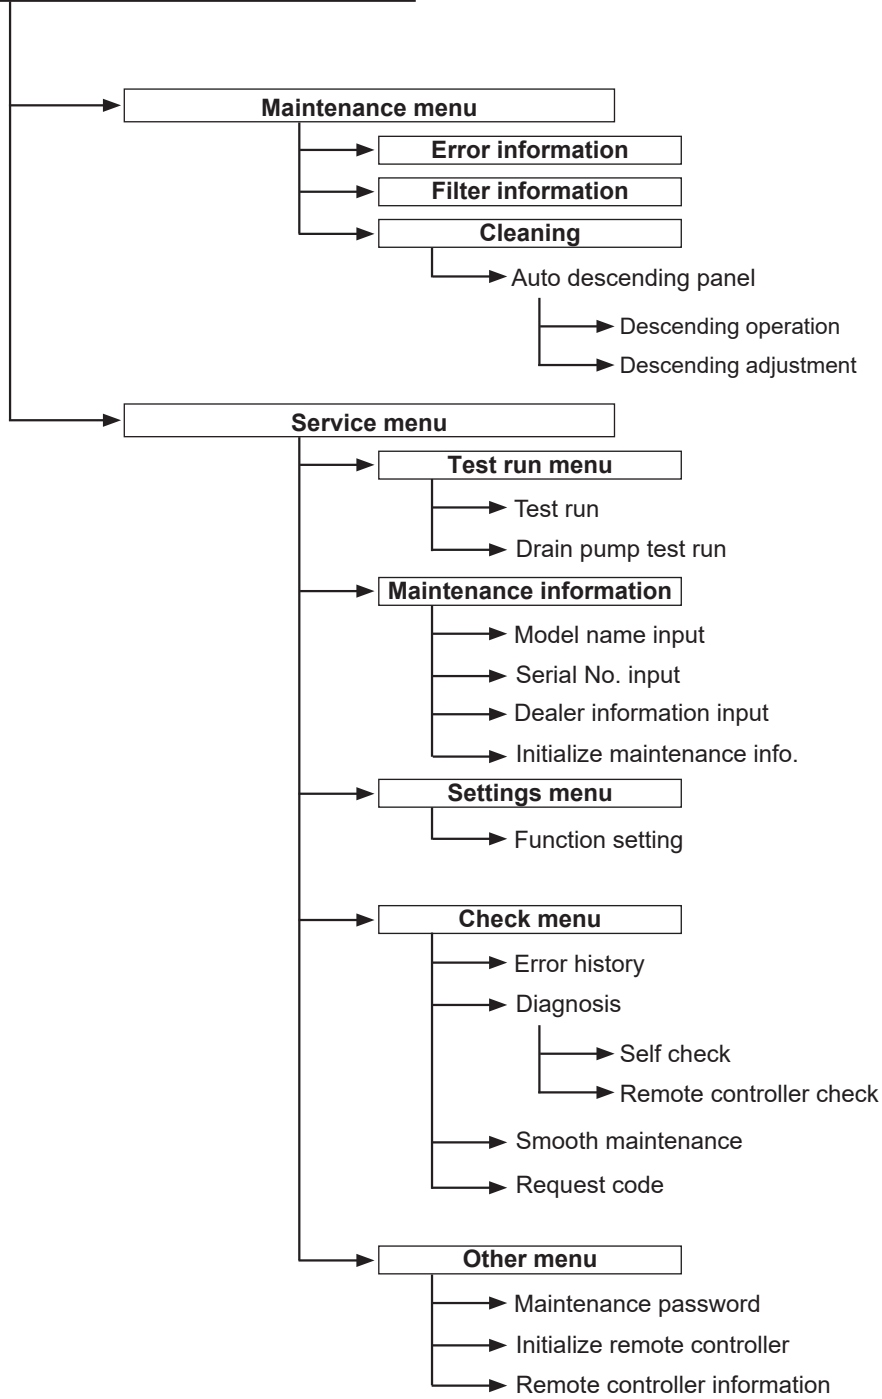 Maintenance menu
Error information
Filter information
Cleaning
Auto descending panel
Descending operation
Descending adjustment
Service menu
Test run menu
Test run
Drain pump test run
Maintenance information
Model name input
Serial No. input
Dealer information input
Initialize maintenance info.
Settings menu
Function setting
Check menu
Error history
Diagnosis
Self check
Remote controller check
Smooth maintenance
Request code
Other menu
Maintenance password
Initialize remote controller
Remote controller information